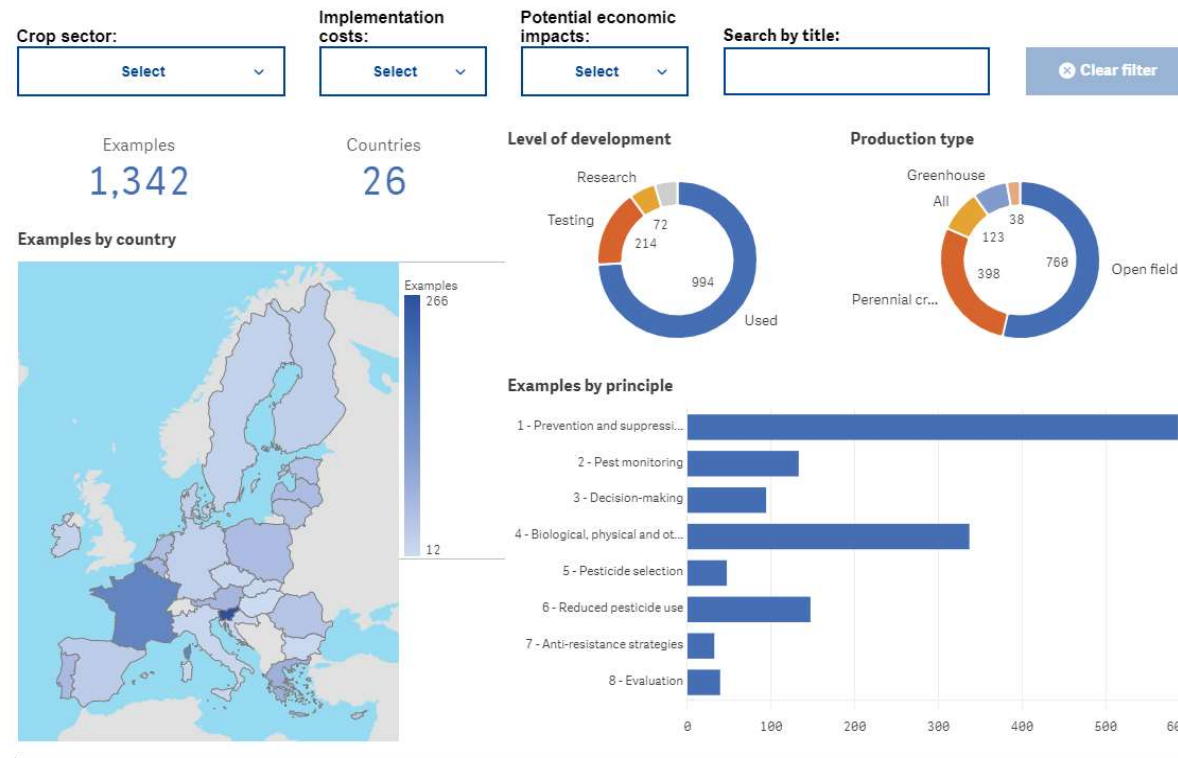 Crop sector:
Implementation
costs:
Potential economic
impacts:
Search by title:
Select
Select
Select
Clear filter
Examples
1,342
Countries
26
Level of development
Research
Testing
72
214
994
Used
Production type
Greenhouse
All
38
123
398
760
Open field
Perennial cr...
Examples by country
Examples
266
12
Examples by principle
1 - Prevention and suppressi...
2 - Pest monitoring
3 - Decision-making
4 - Biological, physical and ot...
5 - Pesticide selection
6 - Reduced pesticide use
7 - Anti-resistance strategies
8 - Evaluation
0
100
200
300
400
500